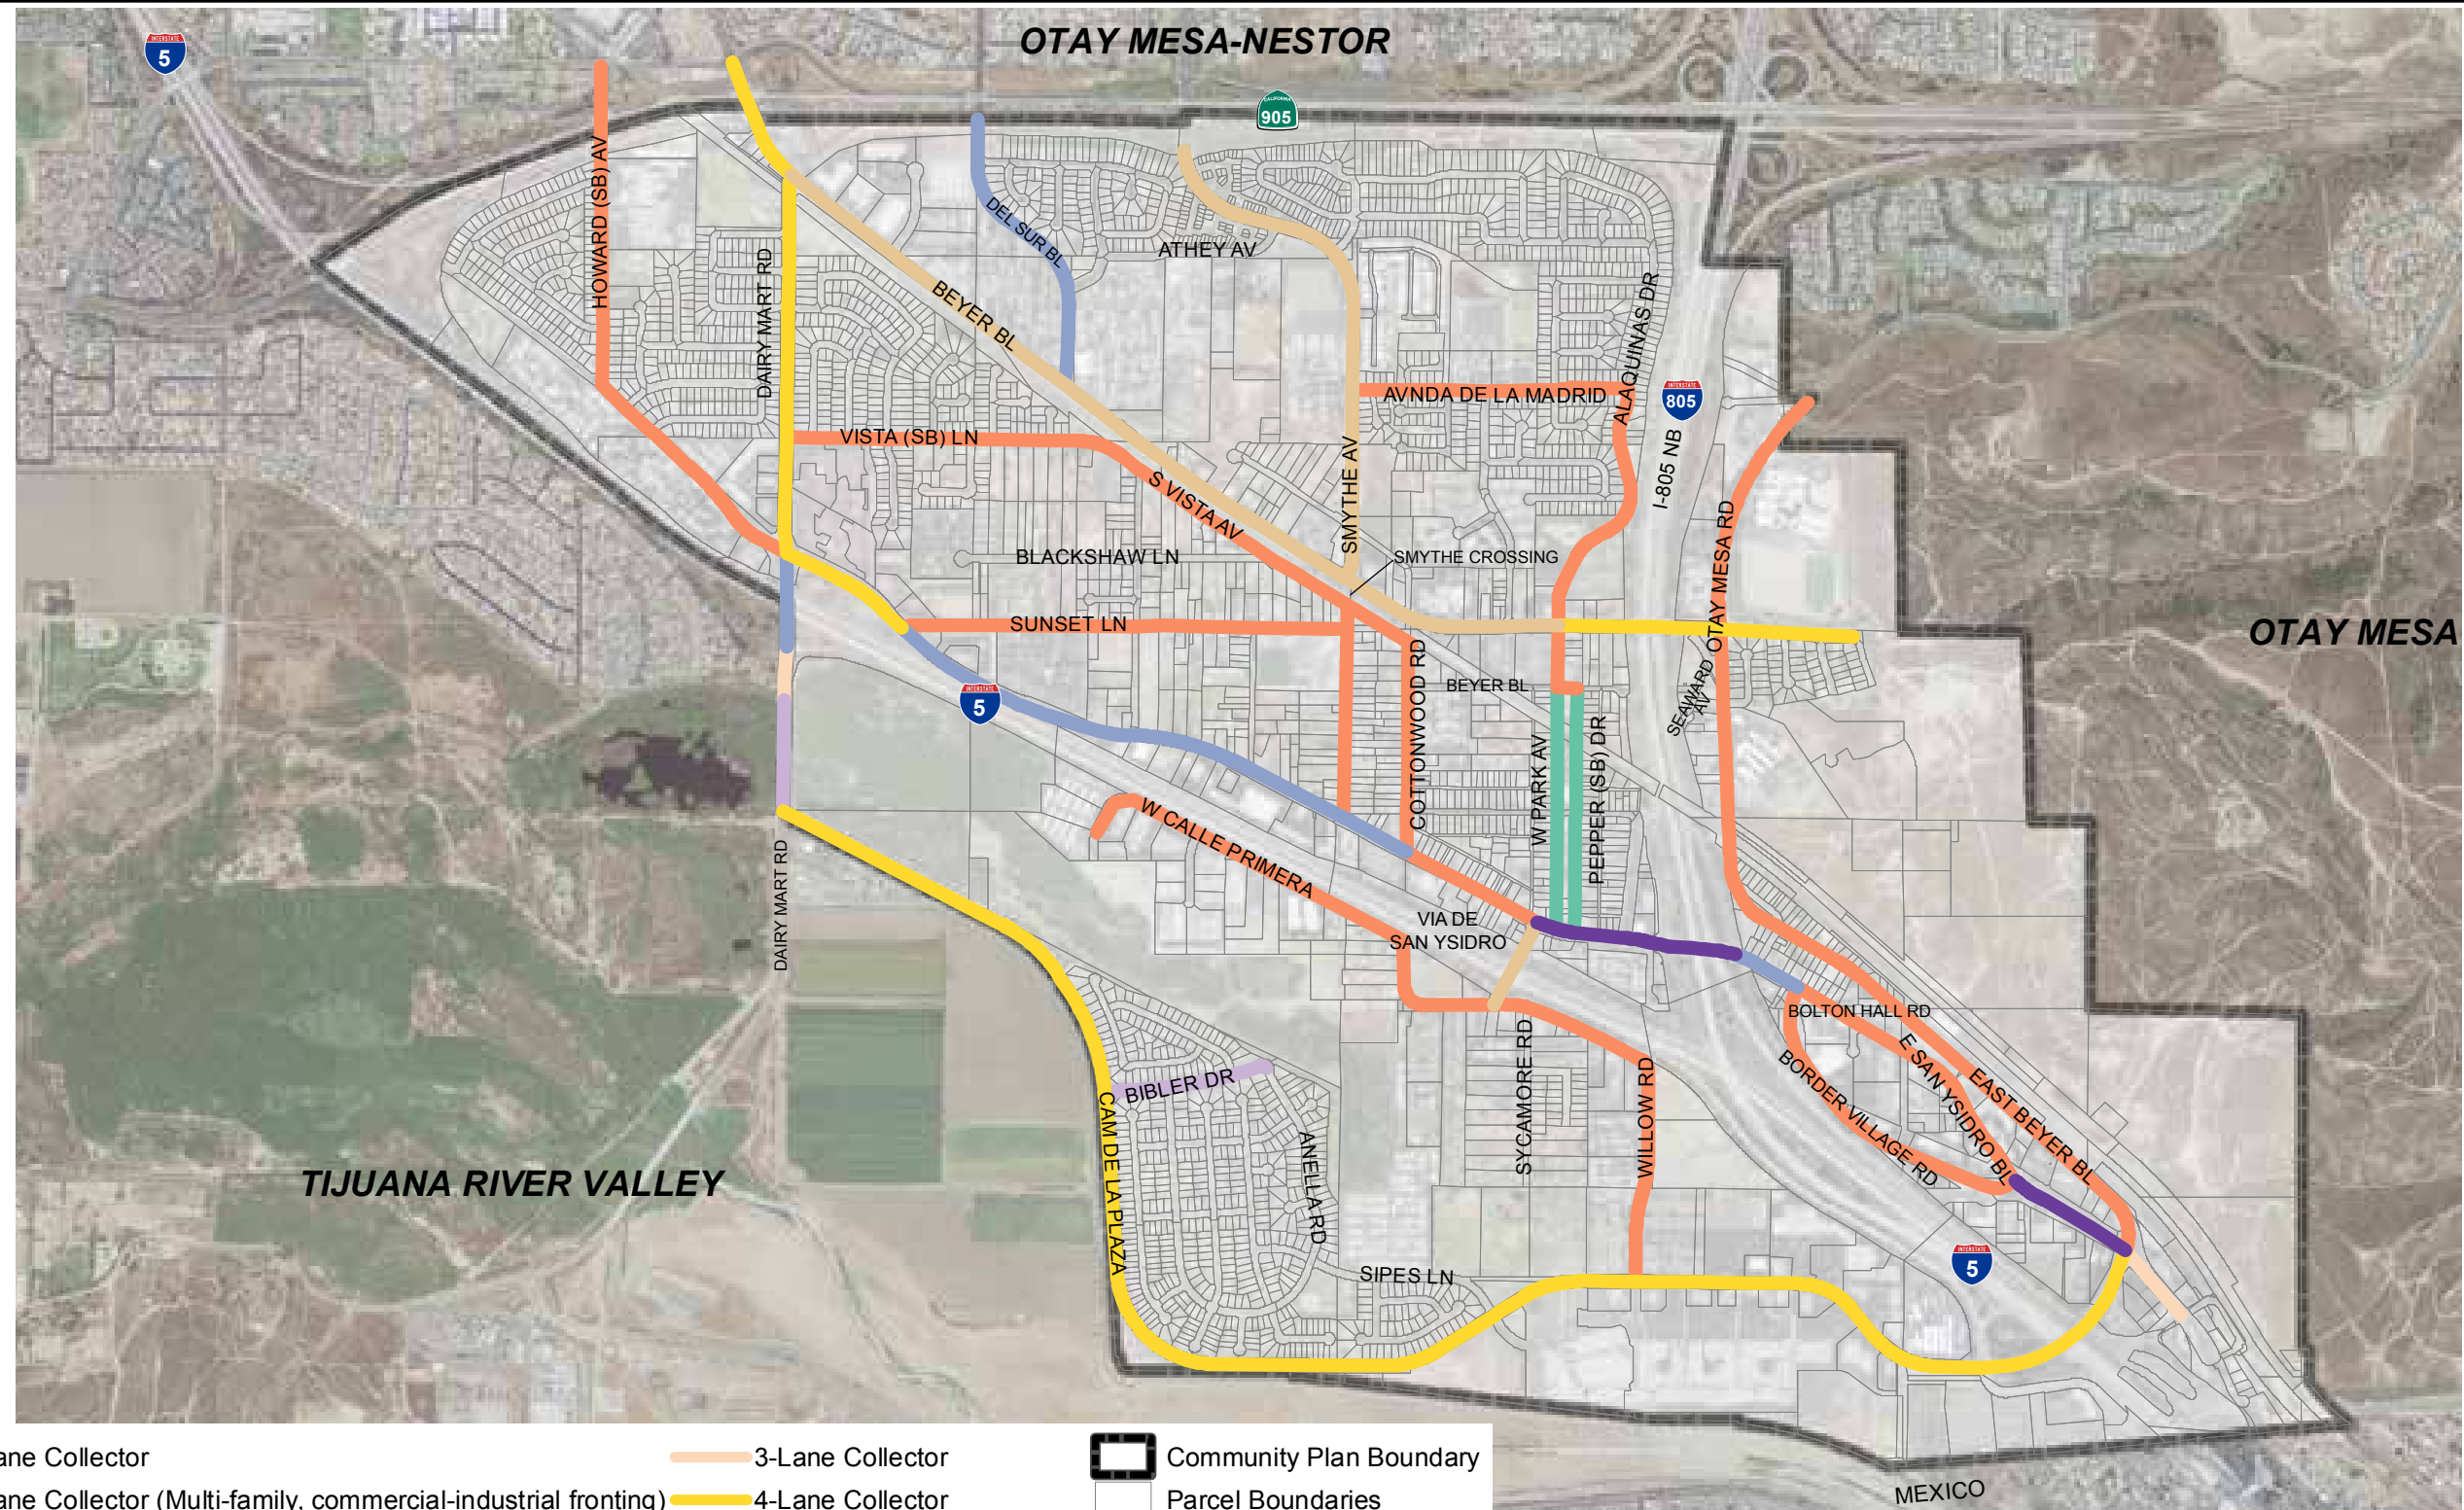 OTAY MESA-NESTOR
INTERSTATE
5
CALIFORNIA
905
HOWARD (SB) AV
DEL SUR BL
ATHEY AV
DAIRY MART RD
BEYER BL
ALAQUINAS DR
AVNDA DE LA MADRID
INTERSTATE
805
VISTA (SB) LN
I-805 NB
S VISTA AV
SMYTHE AV
OTAY MESA RD
BLACKSHAW LN
SMYTHE CROSSING
SUNSET LN
OTAY MESA
COTTONWOOD RD
BEYER BL
SEAWARD
AV
INTERSTATE
5
W PARK AV
PEPPER (SB) DR
W CALLE PRIMERA
DAIRY MART RD
VIA DE
SAN YSIDRO
BOLTON HALL RD
E SAN YSIDRO BL
BORDER VILLAGE RD
EAST BEYER BL
SYCAMORE RD
WILLOW RD
BIBLER DR
CAM DE LA PLAZA
ANELLA RD
TIJUANA RIVER VALLEY
SIPES LN
INTERSTATE
5
ane Collector
3-Lane Collector
Community Plan Boundary
ane Collector (Multi-family, commercial-industrial fronting)
4-Lane Collector
Parcel Boundaries
MEXICO